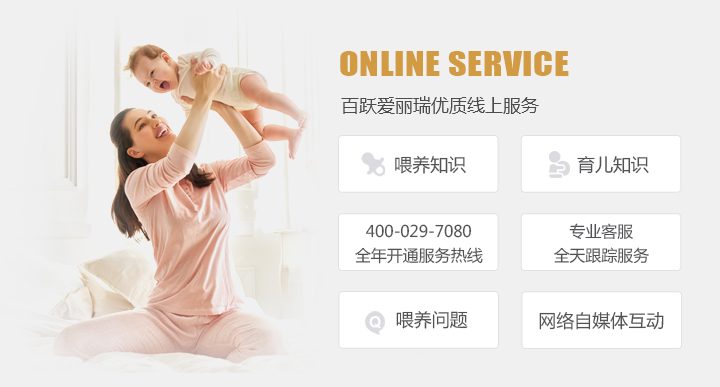 ONLINE SERVICE
百跃爱丽瑞优质线上服务
喂养知识
育儿知识
400-029-7080
全年开通服务热线
专业客服
全天跟踪服务
喂养问题
网络自媒体互动